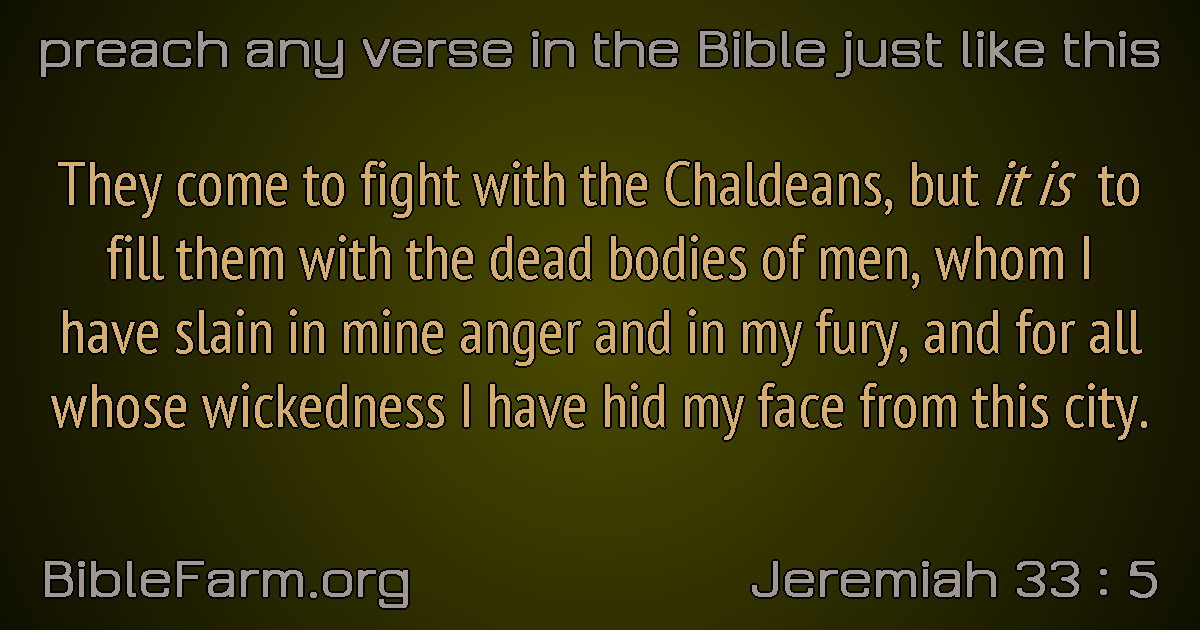 preach any verse in the Bible just like this
They come to fight with the Chaldeans, but it is to
fill them with the dead bodies of men, whom I
have slain in mine anger and in my fury, and for all
whose wickedness I have hid my face from this city.
BibleFarm.org
Jeremiah 33 : 5